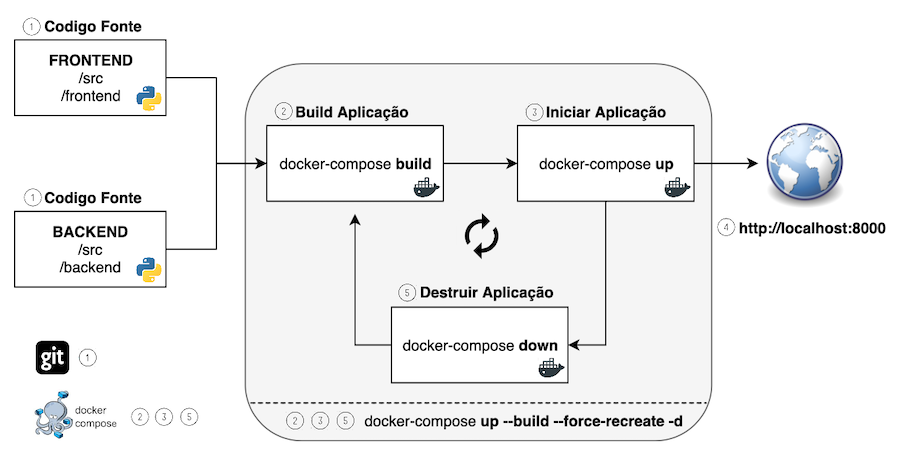 ① Codigo Fonte
FRONTEND
/src
/frontend
① Codigo Fonte
BACKEND
/src
/backend
② Build Aplicação
docker-compose build
③ Iniciar Aplicação
docker-compose up
④ http://localhost:8000
⑤ Destruir Aplicação
docker-compose down
git ①
docker
compose ② ③ ⑤
② ③ ⑤ docker-compose up --build --force-recreate -d